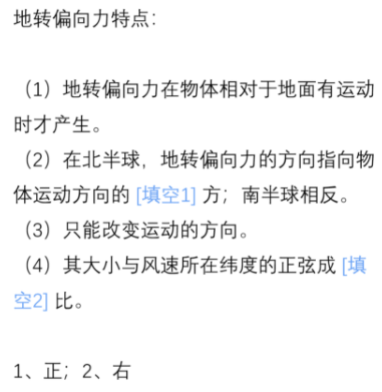 地转偏向力特点：
（1）地转偏向力在物体相对于地面有运动
时才产生。
（2）在北半球，地转偏向力的方向指向物
体运动方向的 [填空1] 方；南半球相反。
（3）只能改变运动的方向。
（4）其大小与风速所在纬度的正弦成 [填
空2] 比。
1、正；2、右